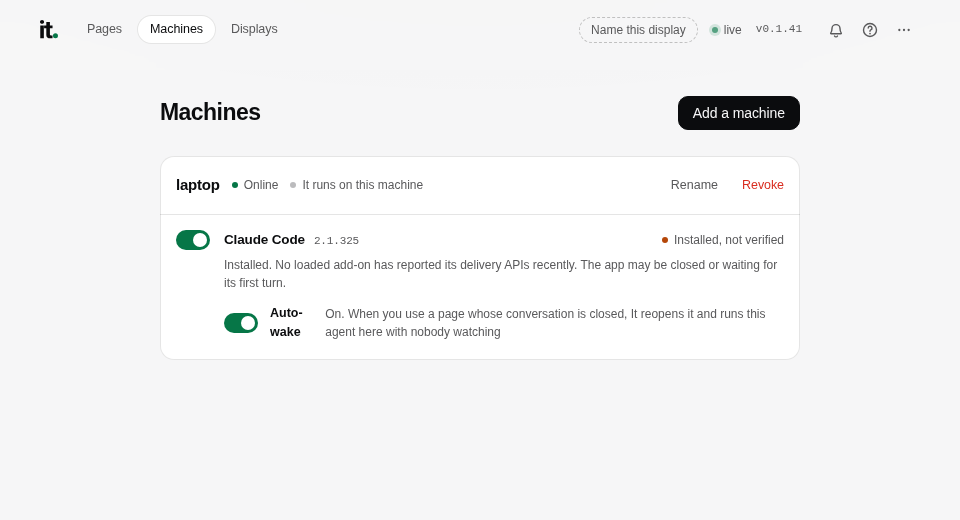 it.
Pages
Machines
Displays
Name this display
live
v0.1.41
Machines
Add a machine
laptop
Online
It runs on this machine
Rename
Revoke
Claude Code 2.1.325
Installed, not verified
Installed. No loaded add-on has reported its delivery APIs recently. The app may be closed or waiting for
its first turn.
Auto-
wake
On. When you use a page whose conversation is closed, It reopens it and runs this
agent here with nobody watching